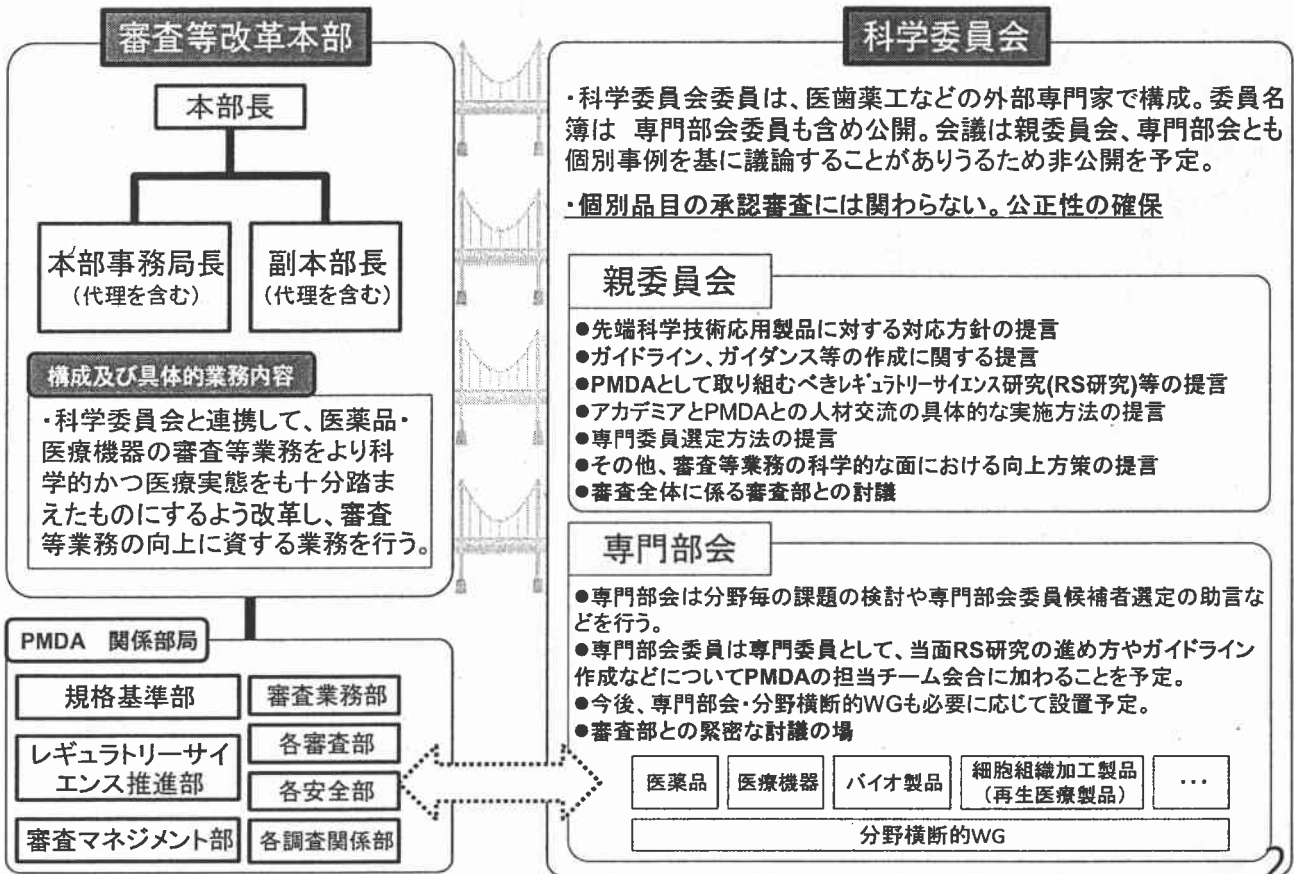 審査等改革本部
本部長
本部事務局長
(代理を含む)
副本部長
(代理を含む)
構成及び具体的業務内容
・科学委員会と連携して、医薬品・
医療機器の審査等業務をより科
学的かつ医療実態をも十分踏ま
えたものにするよう改革し、審査
等業務の向上に資する業務を行う。
PMDA 関係部局
規格基準部
レギュラトリーサイ
エンス推進部
審査マネジメント部
審査業務部
各審査部
各安全部
各調査関係部
科学委員会
・科学委員会委員は、医歯薬工などの外部専門家で構成。委員名
簿は 専門部会委員も含め公開。会議は親委員会、専門部会とも
個別事例を基に議論することがありうるため非公開を予定。
・個別品目の承認審査には関わらない。公正性の確保
親委員会
●先端科学技術応用製品に対する対応方針の提言
●ガイドライン、ガイダンス等の作成に関する提言
●PMDAとして取り組むべきﾚｷﾞｭﾗﾄﾘｰｻｲｴﾝｽ研究(RS研究)等の提言
●アカデミアとPMDAとの人材交流の具体的な実施方法の提言
●専門委員選定方法の提言
●その他、審査等業務の科学的な面における向上方策の提言
●審査全体に係る審査部との討議
専門部会
●専門部会は分野毎の課題の検討や専門部会委員候補者選定の助言な
どを行う。
●専門部会委員は専門委員として、当面RS研究の進め方やガイドライン
作成などについてPMDAの担当チーム会合に加わることを予定。
●今後、専門部会・分野横断的WGも必要に応じて設置予定。
●審査部との緊密な討議の場
医薬品
医療機器
バイオ製品
細胞組織加工製品
(再生医療製品)
…
分野横断的WG
2